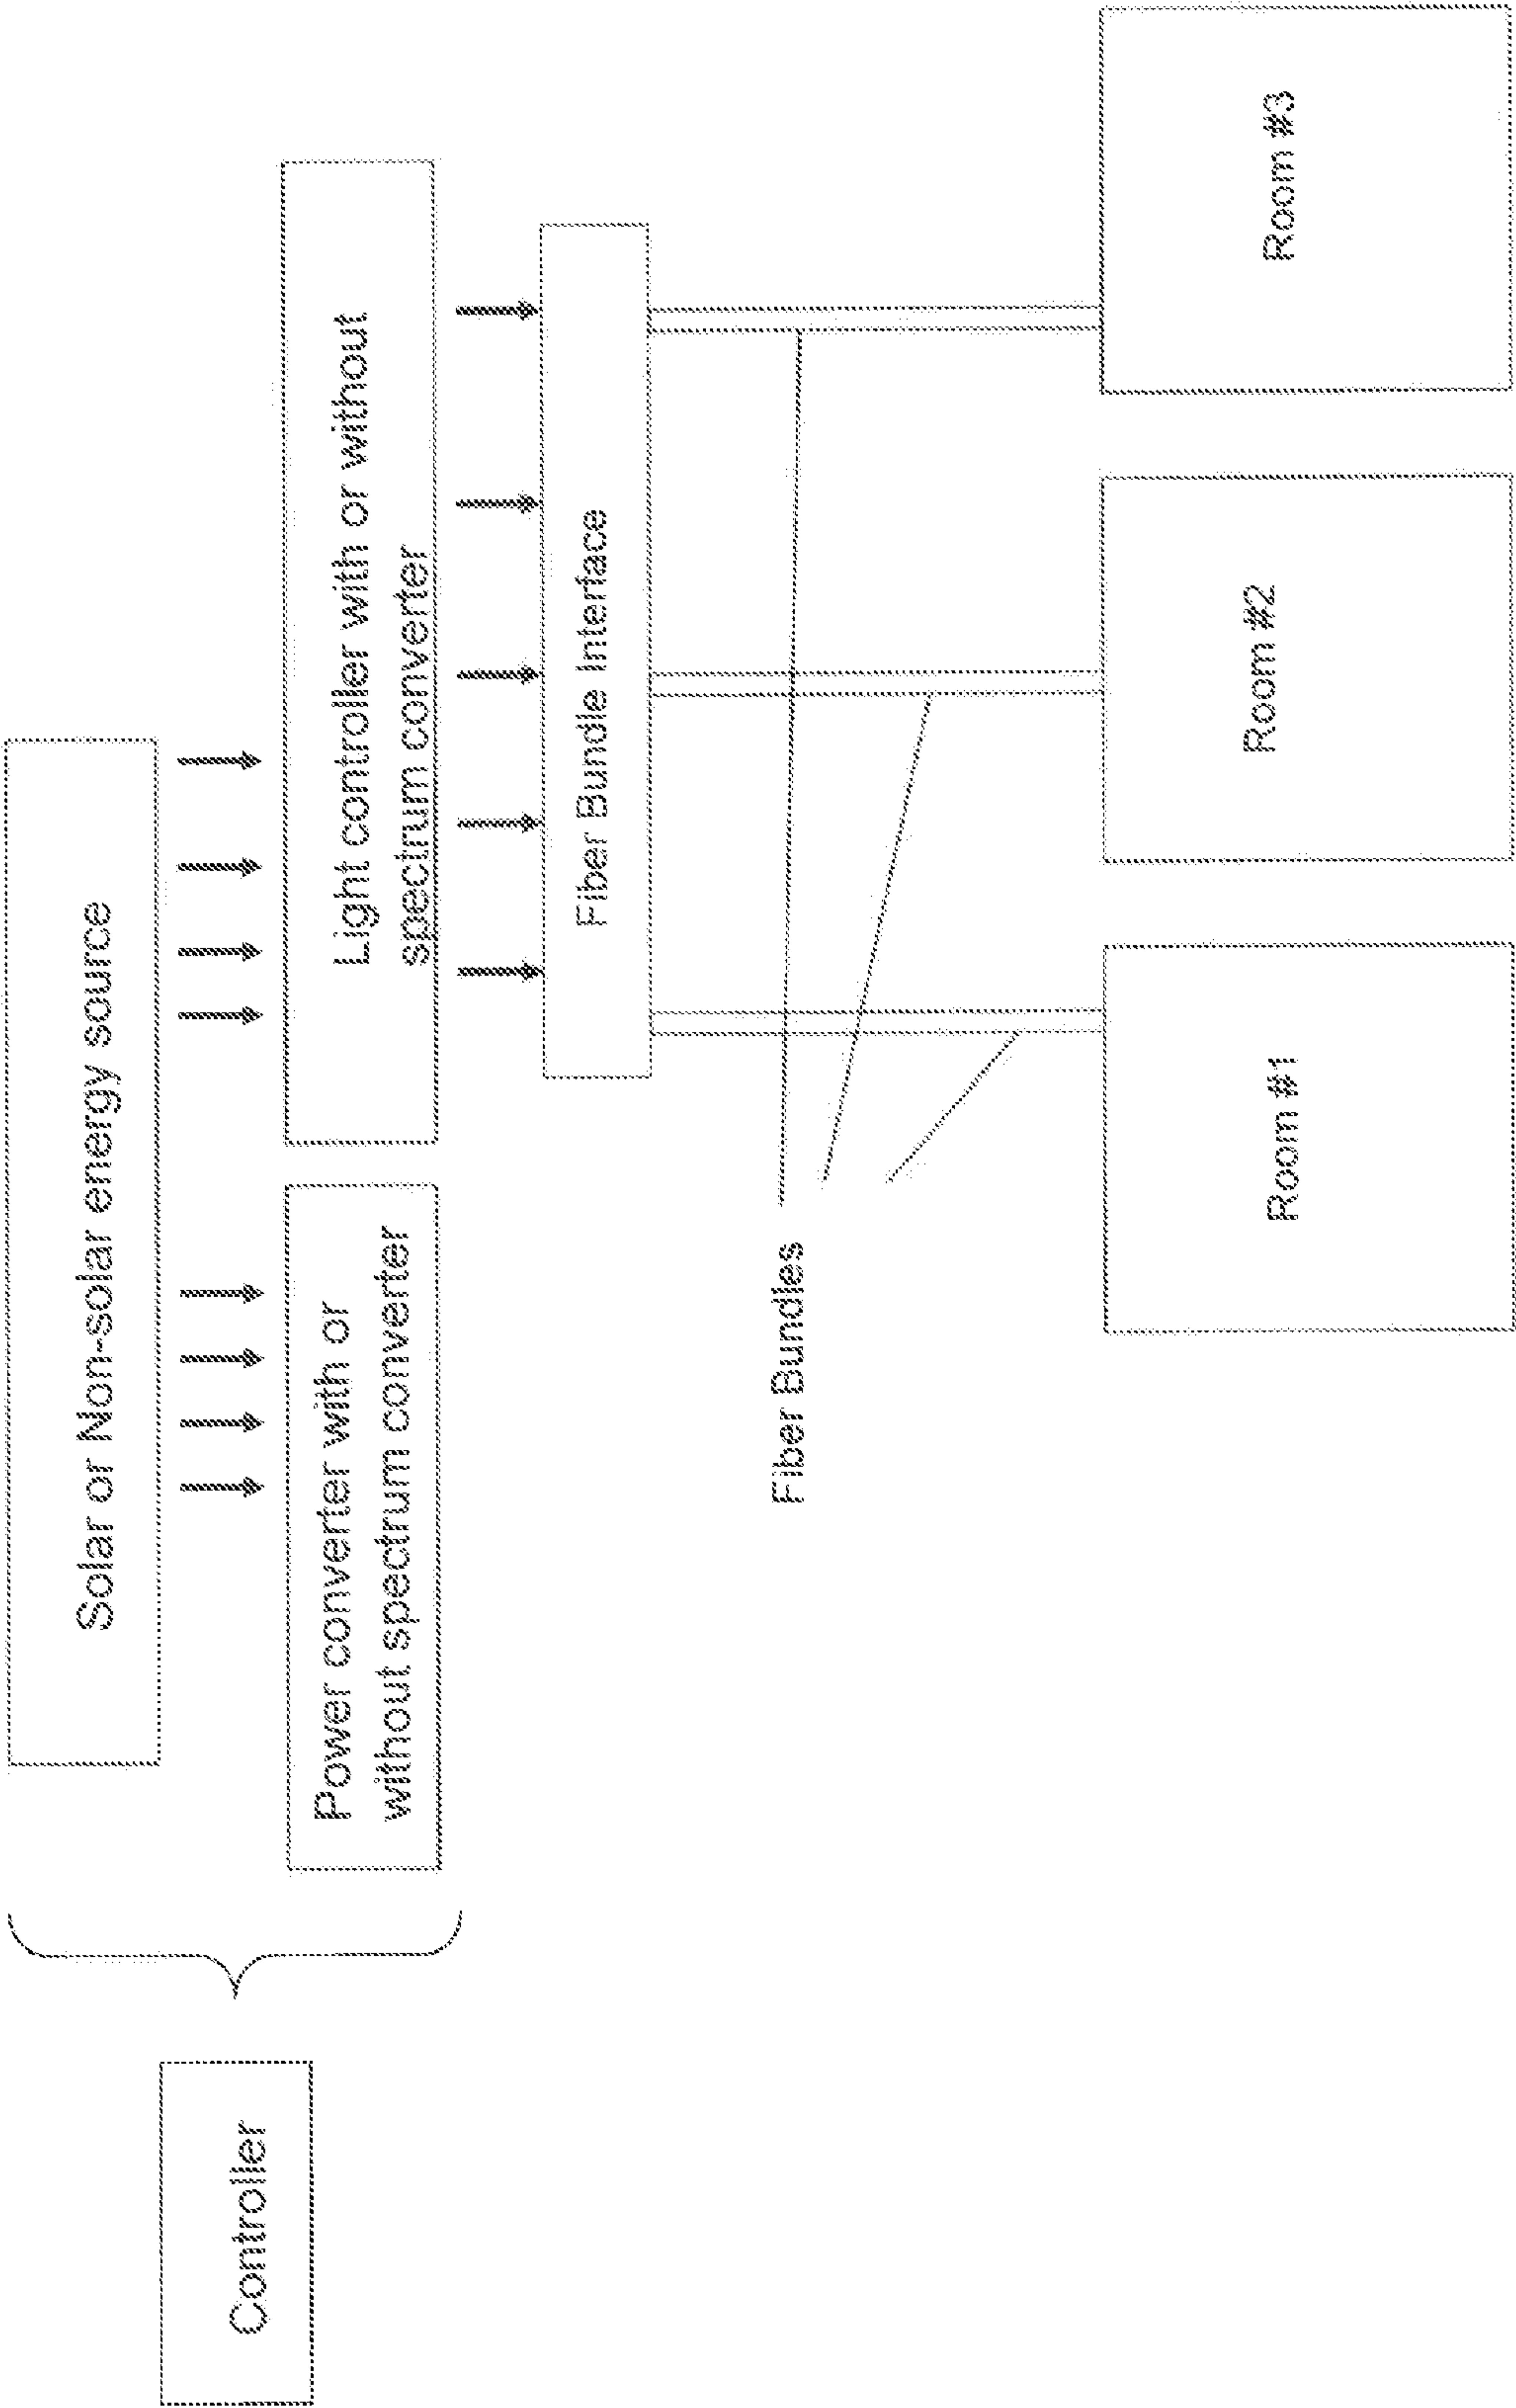 Solar or Non-solar energy source
Controller
Power converter with or
without spectrum converter
Light controller with or without
spectrum converter
Fiber Bundle Interface
Fiber Bundles
Room #1
Room #2
Room #3